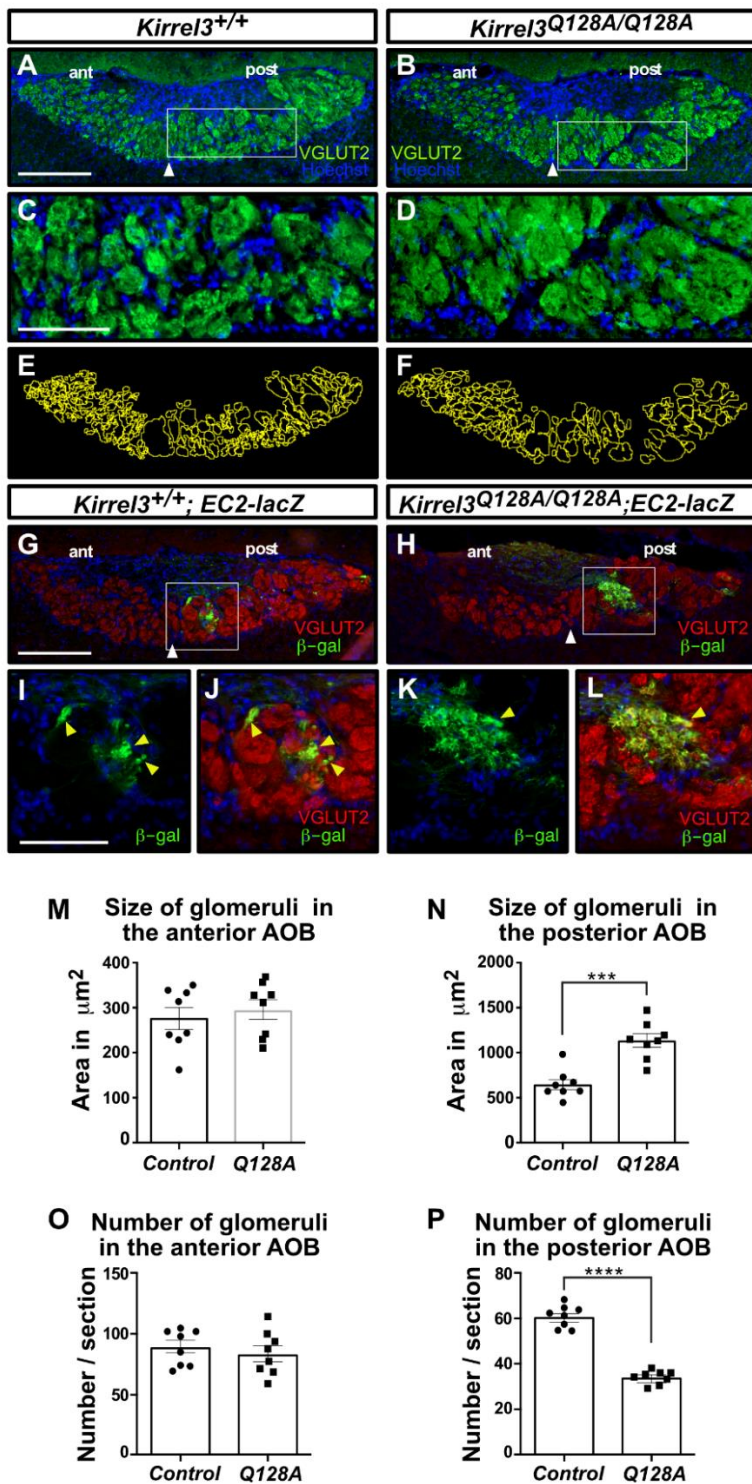 Kirrel3+/+
Kirrel3Q128A/Q128A
A
ant
post
VGLUT2
Hoechst
B
ant
post
VGLUT2
Hoechst
C
D
E
F
Kirrel3+/+; EC2-lacZ
Kirrel3Q128A/Q128A;EC2-lacZ
G
ant
post
VGLUT2
β-gal
H
ant
post
VGLUT2
β-gal
I
β-gal
J
VGLUT2
β-gal
K
β-gal
L
VGLUT2
β-gal
M
Size of glomeruli in
the anterior AOB
Area in μm2
400
300
200
100
0
Control
Q128A
N
Size of glomeruli in
the posterior AOB
Area in μm2
2000
1500
1000
500
0
***
Control
Q128A
O
Number of glomeruli
in the anterior AOB
Number / section
150
100
50
0
Control
Q128A
P
Number of glomeruli
in the posterior AOB
Number / section
80
60
40
20
0
****
Control
Q128A